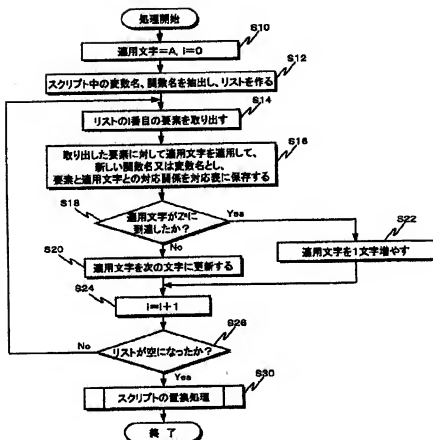 処理開始
S10
適用文字=A, i=0
S12
スクリプト中の変数名、関数名を抽出し、リストを作る
S14
リストのi番目の要素を取り出す
S16
取り出した要素に対して適用文字を適用して、
新しい関数名又は変数名とし、
要素と適用文字との対応関係を対応表に保存する
S18
適用文字がZⁿに
到達したか?
Yes
No
S22
適用文字を1文字増やす
S20
適用文字を次の文字に更新する
S24
i=i+1
S26
リストが空になったか?
No
Yes
S30
スクリプトの置換処理
終了